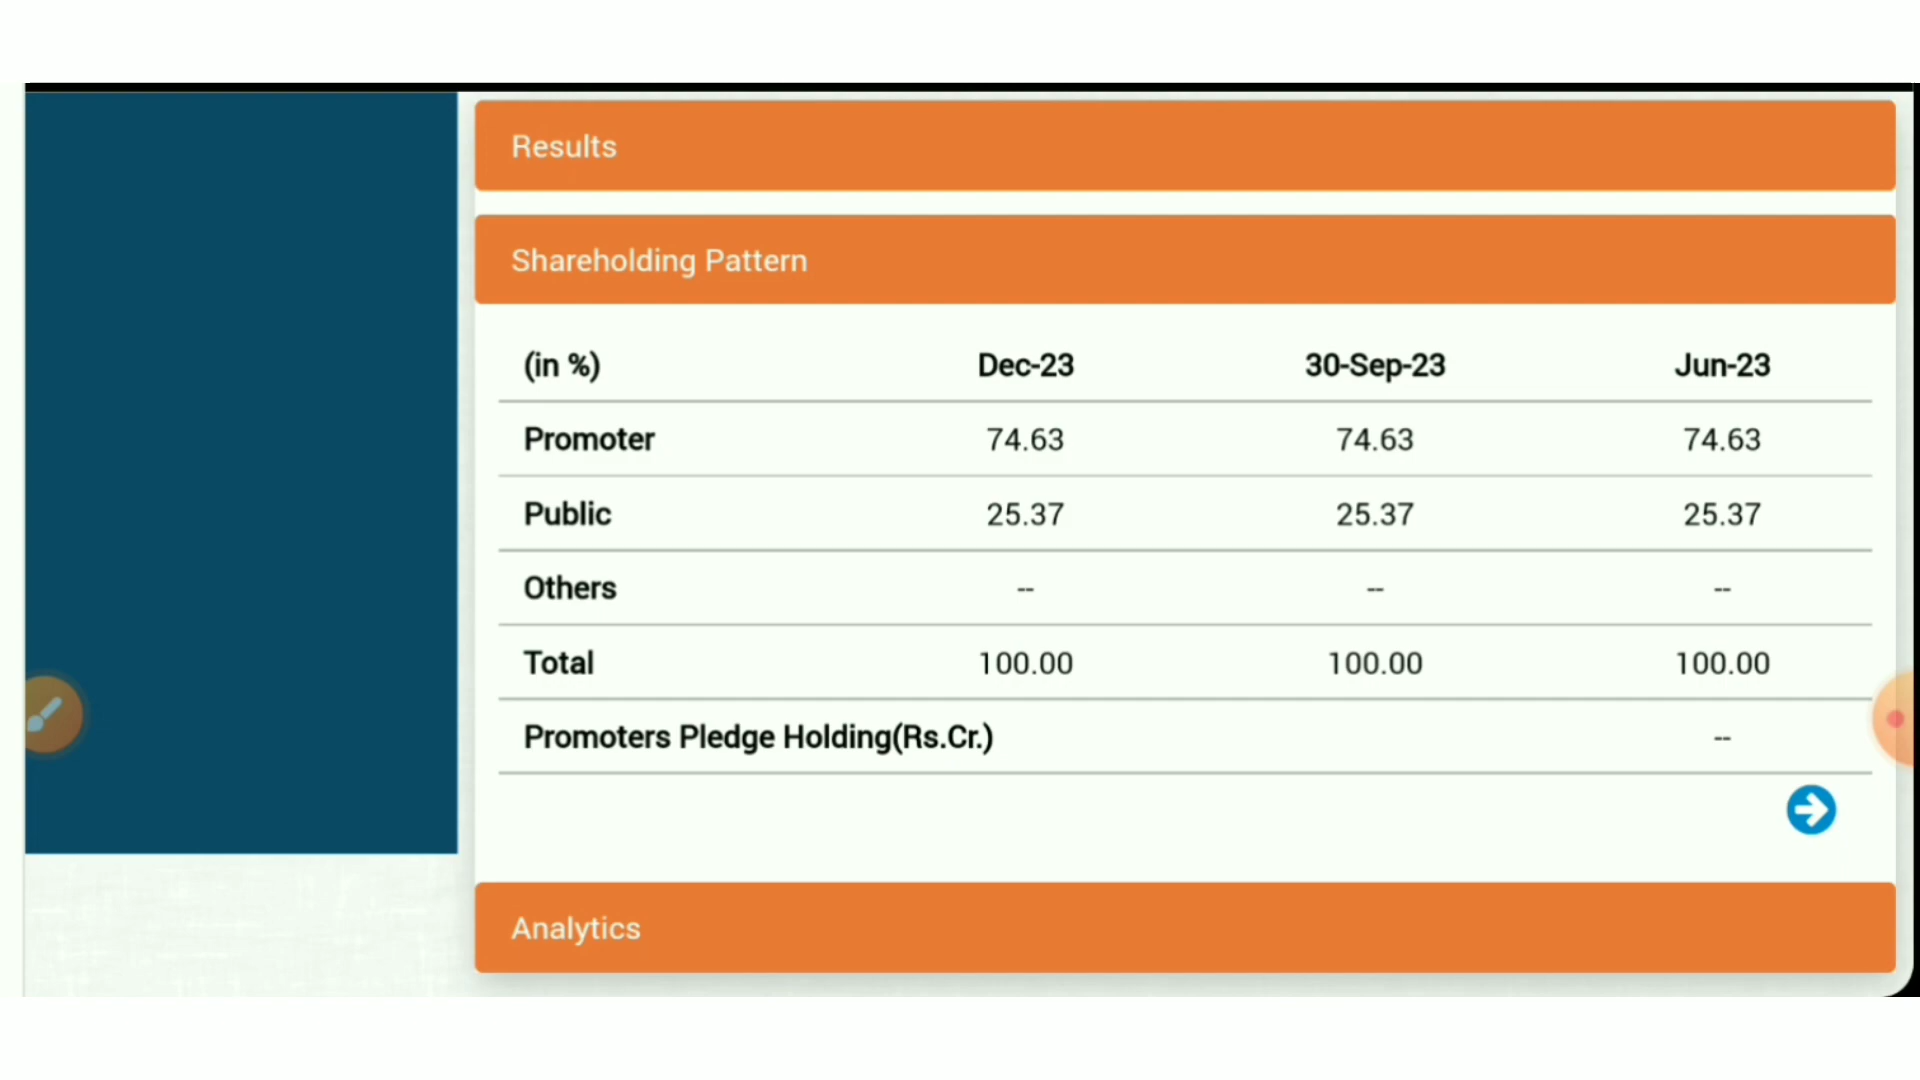 Results
Shareholding Pattern
(in %) Dec-23 30-Sep-23 Jun-23
Promoter 74.63 74.63 74.63
Public 25.37 25.37 25.37
Others -- -- --
Total 100.00 100.00 100.00
Promoters Pledge Holding(Rs.Cr.) --
Analytics